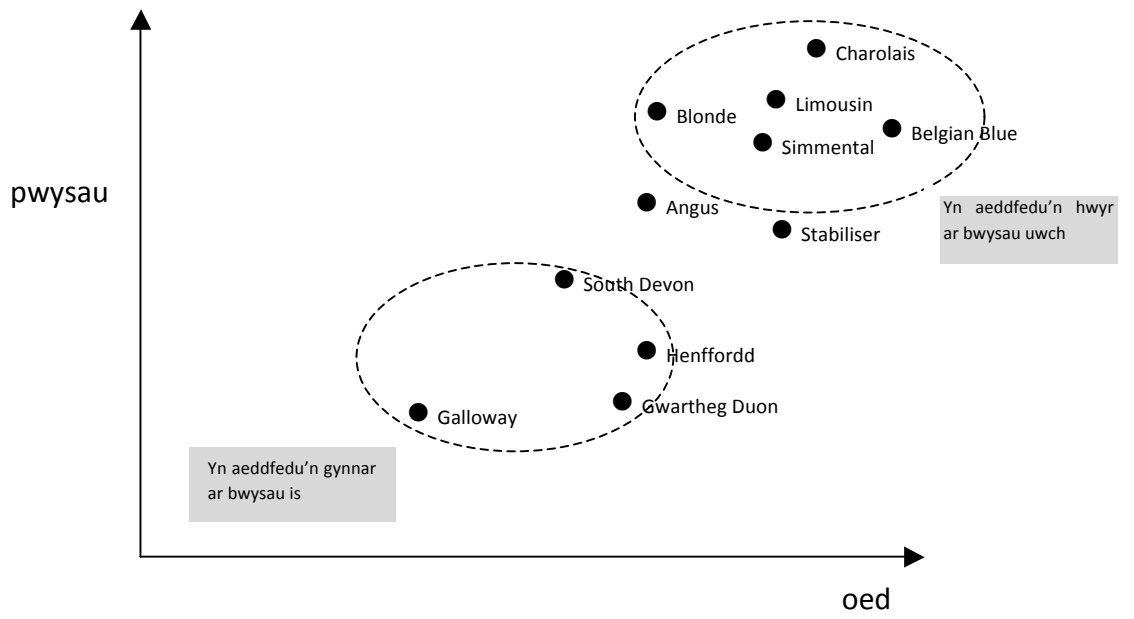 Charolais
Limousin
Blonde
Belgian Blue
Simmental
pwysau
Angus
Yn aeddfedu'n hwyr
ar bwysau uwch
Stabiliser
South Devon
Henffordd
Gwartheg Duon
Galloway
Yn aeddfedu'n gynnar
ar bwysau is
oed